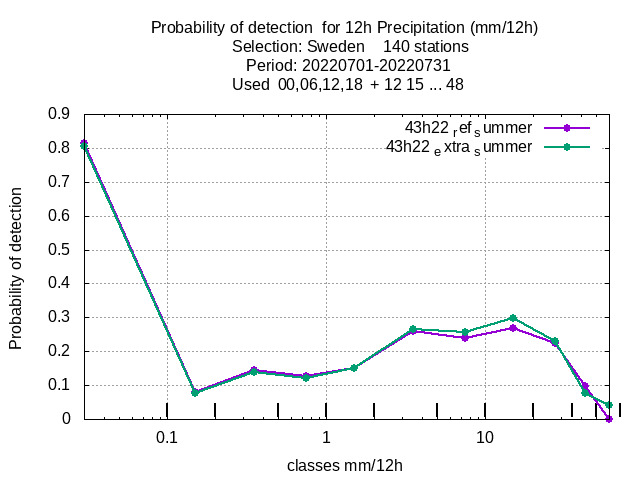 Probability of detection  for 12h Precipitation (mm/12h)
Selection: Sweden    140 stations
Period: 20220701-20220731
Used  00,06,12,18  + 12 15 ... 48
43h22 ref summer
43h22 extra summer
Probability of detection
0.9
0.8
0.7
0.6
0.5
0.4
0.3
0.2
0.1
0
0.1 1 10
classes mm/12h